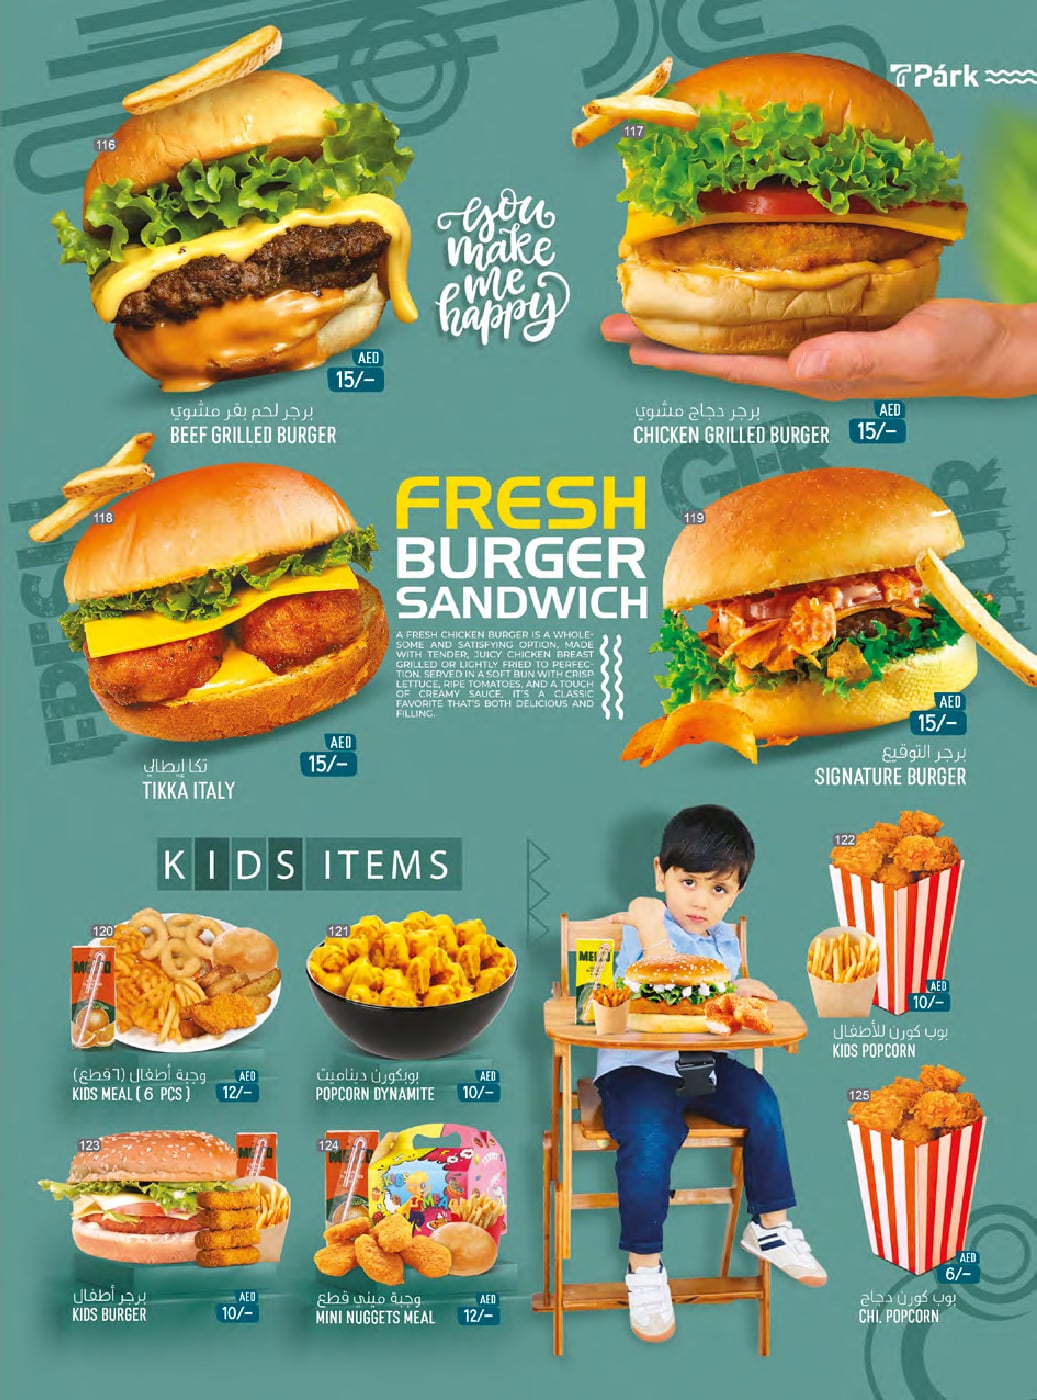 Párk
116
117
you
make
me
happy
AED
15/–
برجر لحم بقر مشوي
BEEF GRILLED BURGER
برجر دجاج مشوي
CHICKEN GRILLED BURGER
AED
15/–
118
119
FRESH
BURGER
SANDWICH
A FRESH CHICKEN BURGER IS A WHOLE-
SOME AND SATISFYING OPTION, MADE
WITH TENDER, JUICY CHICKEN BREAST
GRILLED OR LIGHTLY FRIED TO PERFEC-
TION. SERVED IN A SOFT BUN WITH CRISP
LETTUCE, RIPE TOMATOES, AND A TOUCH
OF CREAMY SAUCE, IT'S A CLASSIC
FAVORITE THAT'S BOTH DELICIOUS AND
FILLING.
AED
15/–
تكا إيطالي
TIKKA ITALY
AED
15/–
برجر التوقيع
SIGNATURE BURGER
KIDS ITEMS
120
121
122
وجبة أطفال (٦قطع)
KIDS MEAL ( 6 PCS )
AED
12/–
بوبكورن ديناميت
POPCORN DYNAMITE
AED
10/–
AED
10/–
بوب كورن للأطفال
KIDS POPCORN
123
124
125
برجر أطفال
KIDS BURGER
AED
10/–
KIDS
MEAL
وجبة ميني قطع
MINI NUGGETS MEAL
AED
12/–
AED
6/–
بوب كورن دجاج
CHI. POPCORN